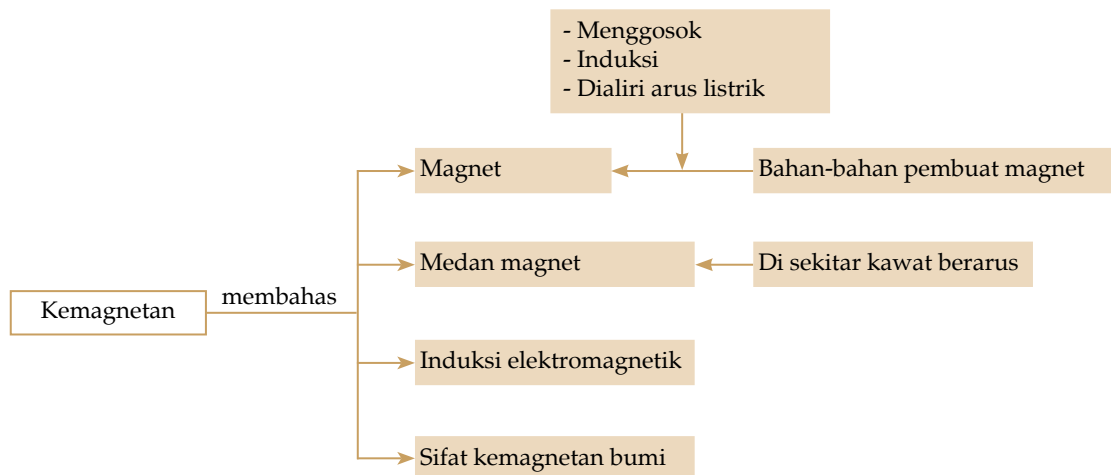 - Menggosok
- Induksi
- Dialiri arus listrik
Magnet
Bahan-bahan pembuat magnet
Medan magnet
Di sekitar kawat berarus
Kemagnetan
membahas
Induksi elektromagnetik
Sifat kemagnetan bumi